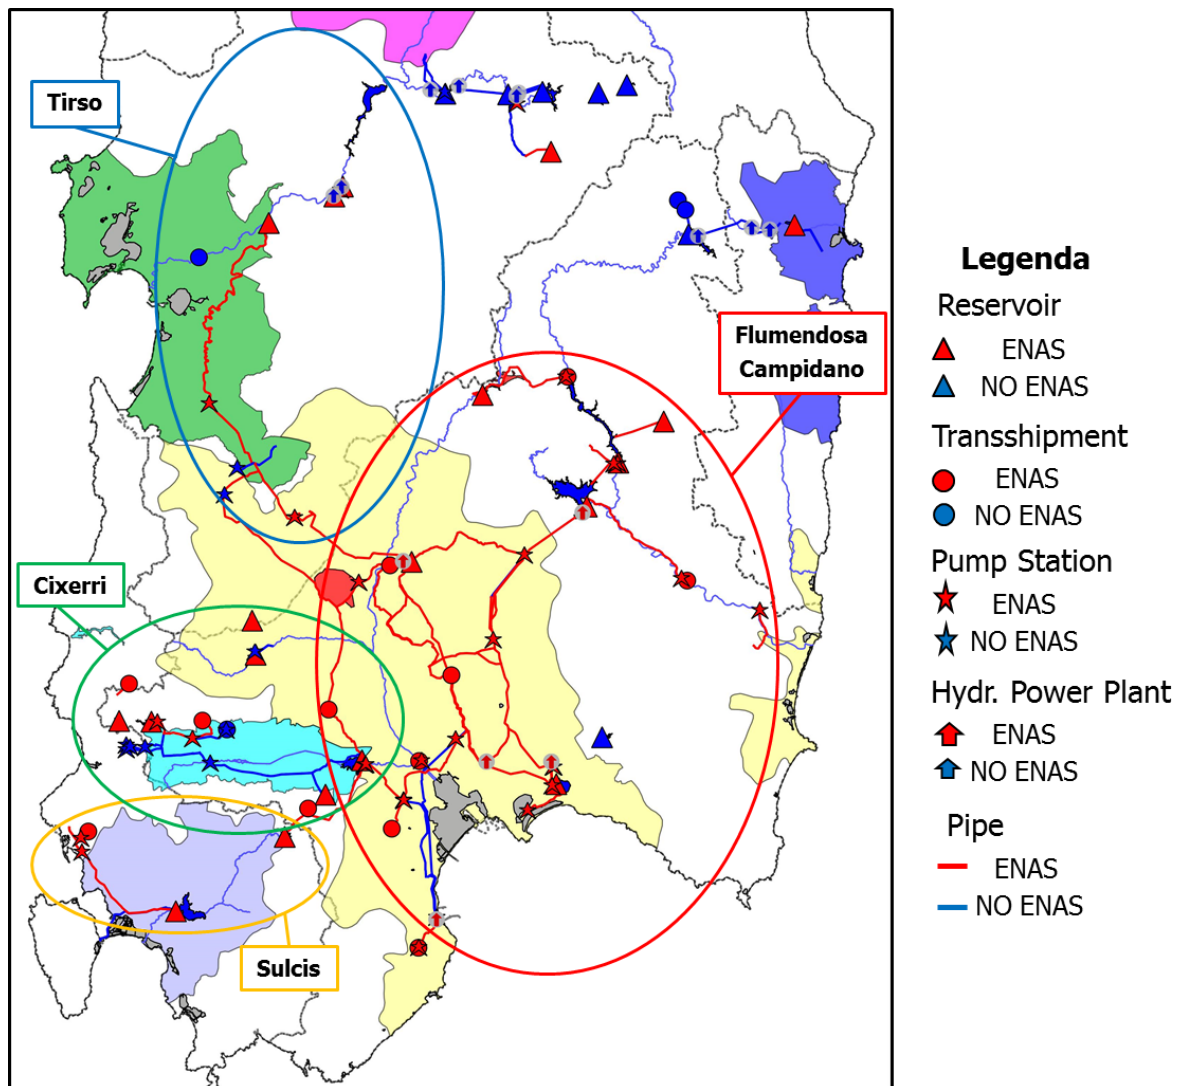 Tirso
Flumendosa
Campidano
Cixerri
Sulcis
Legenda
Reservoir
ENAS
NO ENAS
Transshipment
ENAS
NO ENAS
Pump Station
ENAS
NO ENAS
Hydr. Power Plant
ENAS
NO ENAS
Pipe
ENAS
NO ENAS